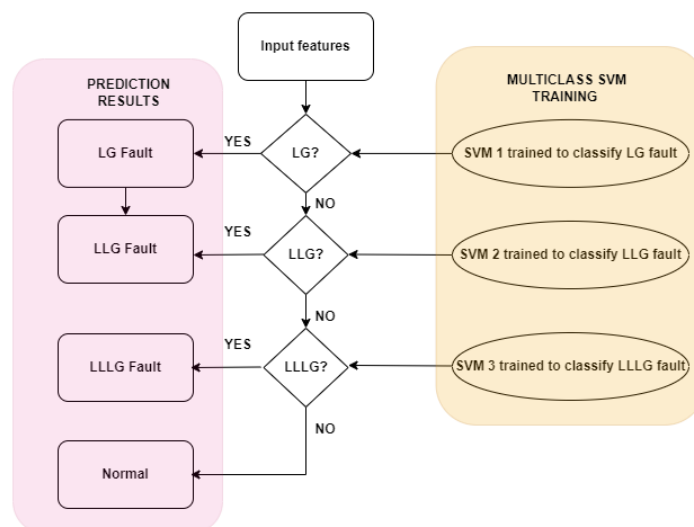 Input features
PREDICTION
RESULTS
MULTICLASS SVM
TRAINING
LG Fault
YES
LG?
SVM 1 trained to classify LG fault
NO
LLG Fault
YES
LLG?
SVM 2 trained to classify LLG fault
NO
LLLG Fault
YES
LLLG?
SVM 3 trained to classify LLLG fault
NO
Normal